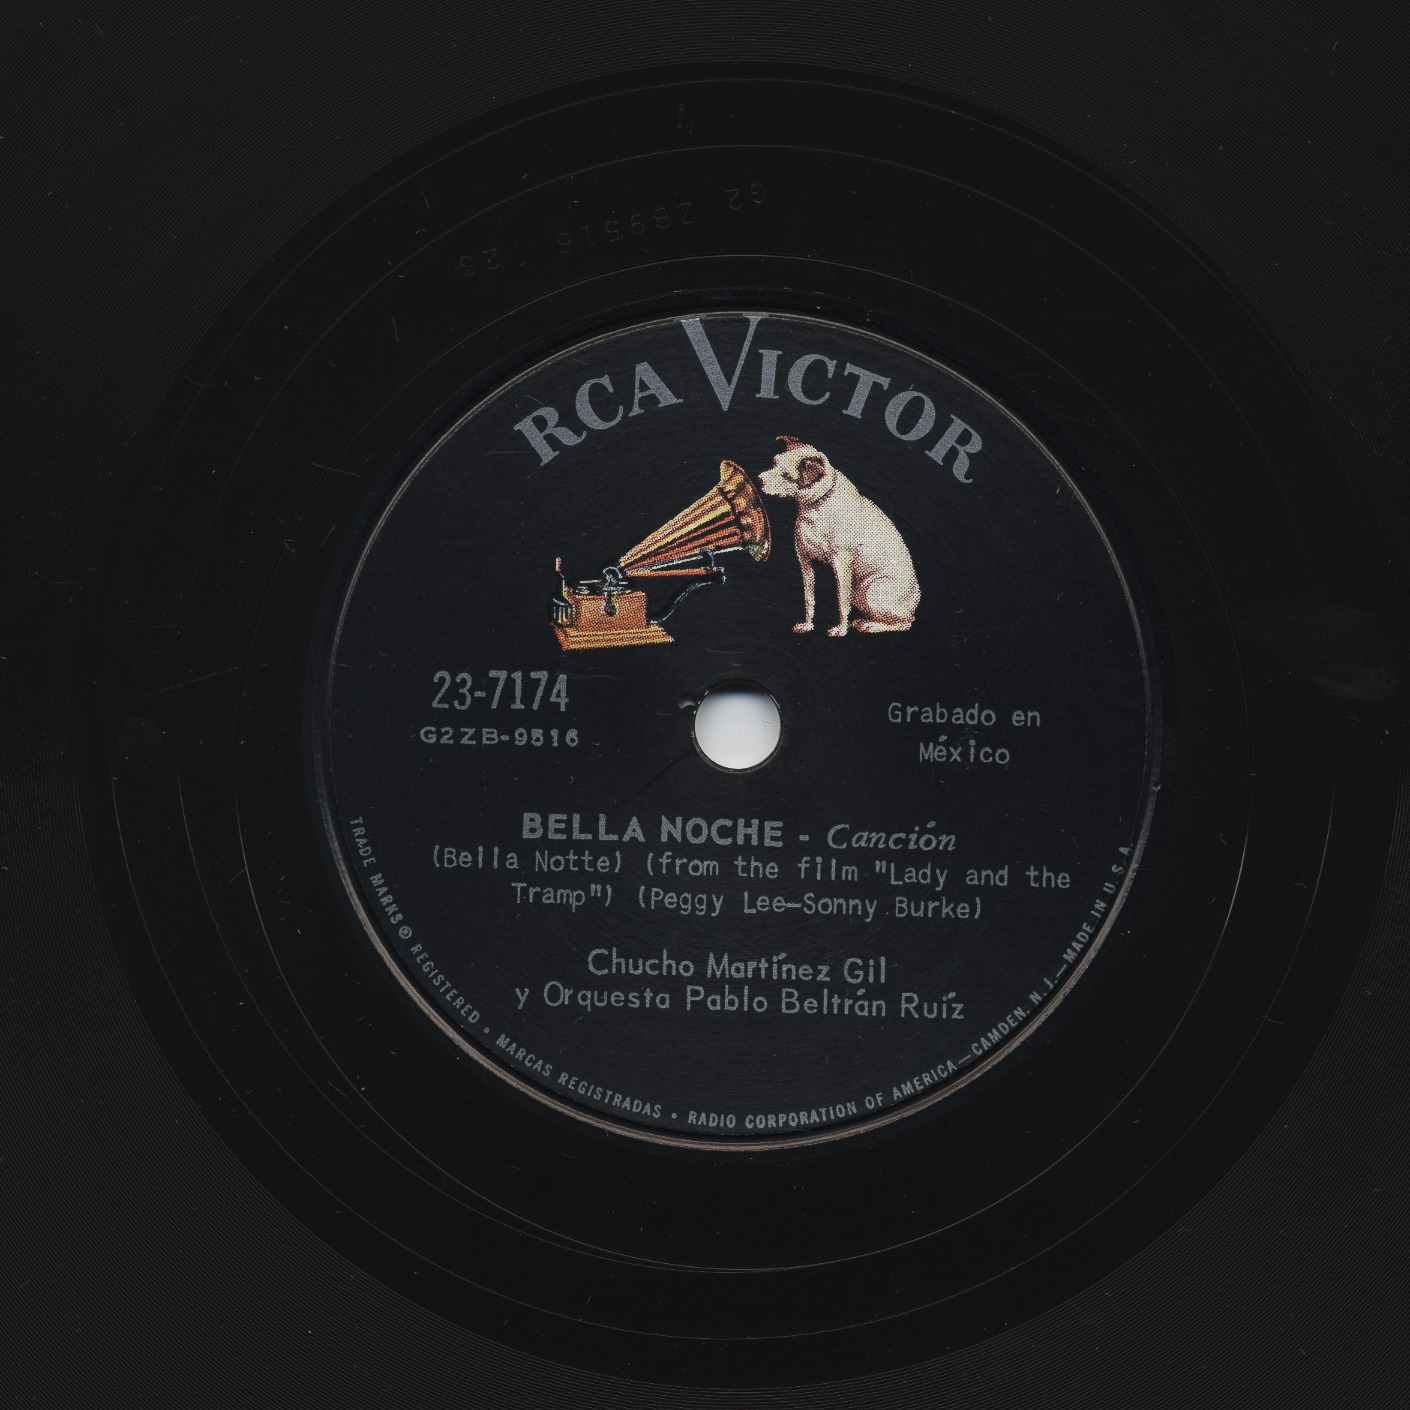 G2 ZB9516 2S
RCA VICTOR
23-7174
G2ZB-9516
Grabado en
México
BELLA NOCHE - Canción
(Bella Notte) (from the film "Lady and the
Tramp") (Peggy Lee—Sonny Burke)
Chucho Martínez Gil
y Orquesta Pablo Beltrán Ruíz
TRADE MARKS ® REGISTERED • MARCAS REGISTRADAS • RADIO CORPORATION OF AMERICA—CAMDEN, N. J.—MADE IN U. S. A.